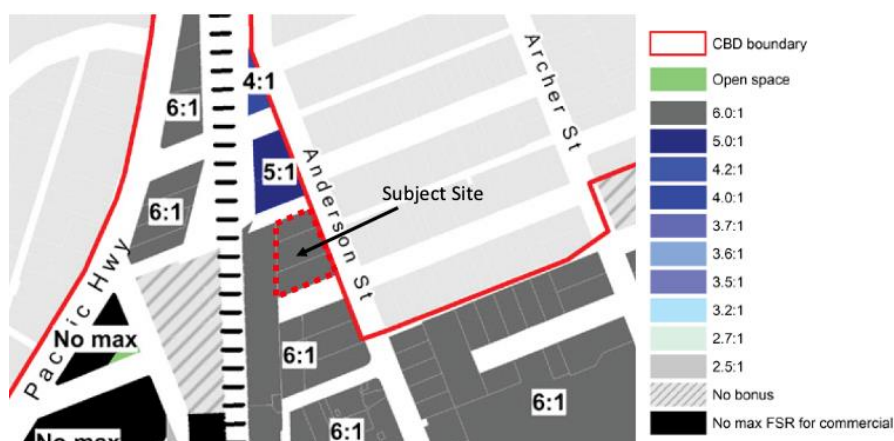 4:1
6:1
5:1
6:1
Subject Site
Anderson St
Archer St
Pacific Hwy
No max
6:1
6:1
6:1
No max
CBD boundary
Open space
6.0:1
5.0:1
4.2:1
4.0:1
3.7:1
3.6:1
3.5:1
3.2:1
2.7:1
2.5:1
No bonus
No max FSR for commercial